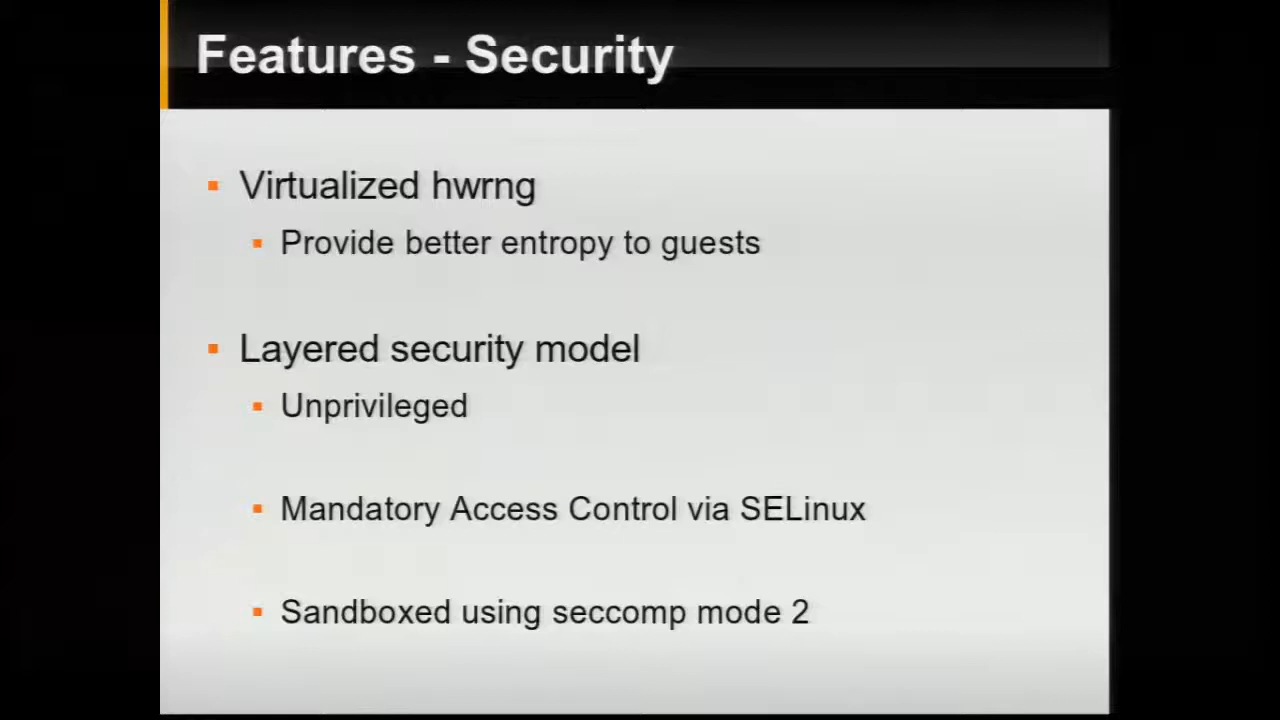 Features - Security
Virtualized hwrng
Provide better entropy to guests
Layered security model
Unprivileged
Mandatory Access Control via SELinux
Sandboxed using seccomp mode 2